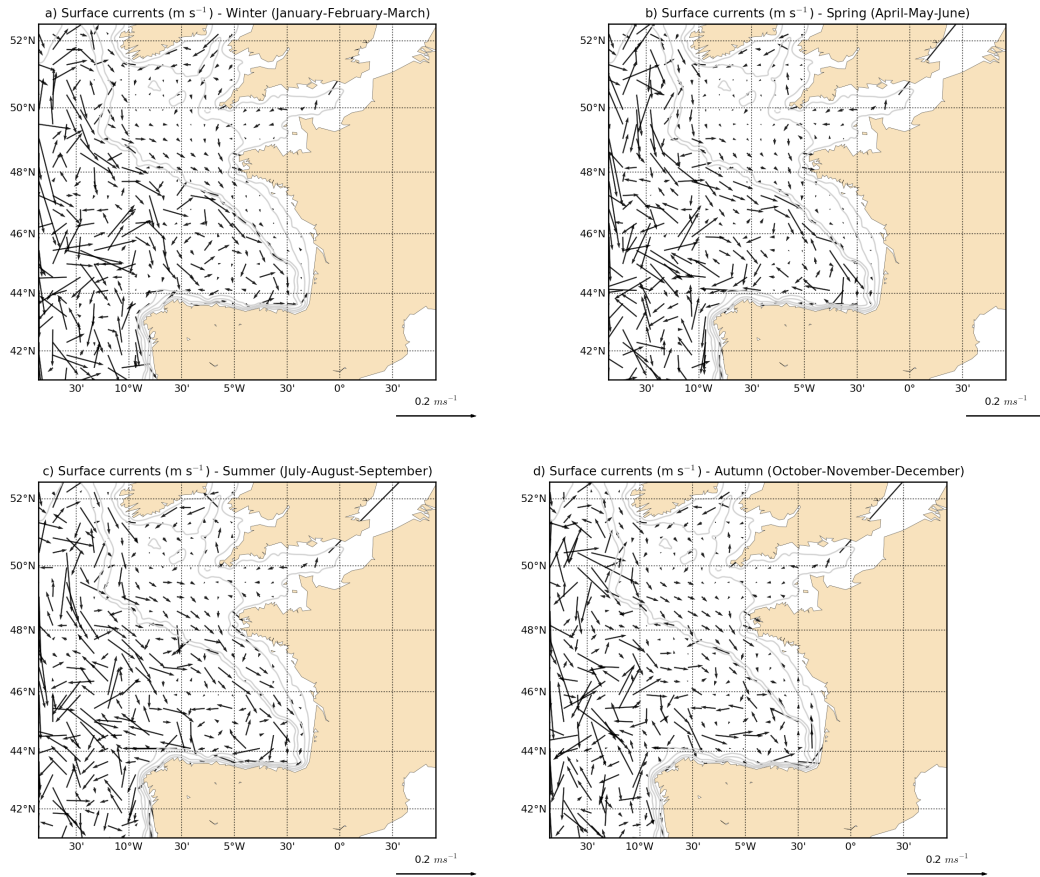 a) Surface currents (m s⁻¹) - Winter (January-February-March)
52°N
50°N
48°N
46°N
44°N
42°N
30' 10°W 30' 5°W 30' 0° 30'
0.2 ms⁻¹
b) Surface currents (m s⁻¹) - Spring (April-May-June)
52°N
50°N
48°N
46°N
44°N
42°N
30' 10°W 30' 5°W 30' 0° 30'
0.2 ms⁻¹
c) Surface currents (m s⁻¹) - Summer (July-August-September)
52°N
50°N
48°N
46°N
44°N
42°N
30' 10°W 30' 5°W 30' 0° 30'
0.2 ms⁻¹
d) Surface currents (m s⁻¹) - Autumn (October-November-December)
52°N
50°N
48°N
46°N
44°N
42°N
30' 10°W 30' 5°W 30' 0° 30'
0.2 ms⁻¹